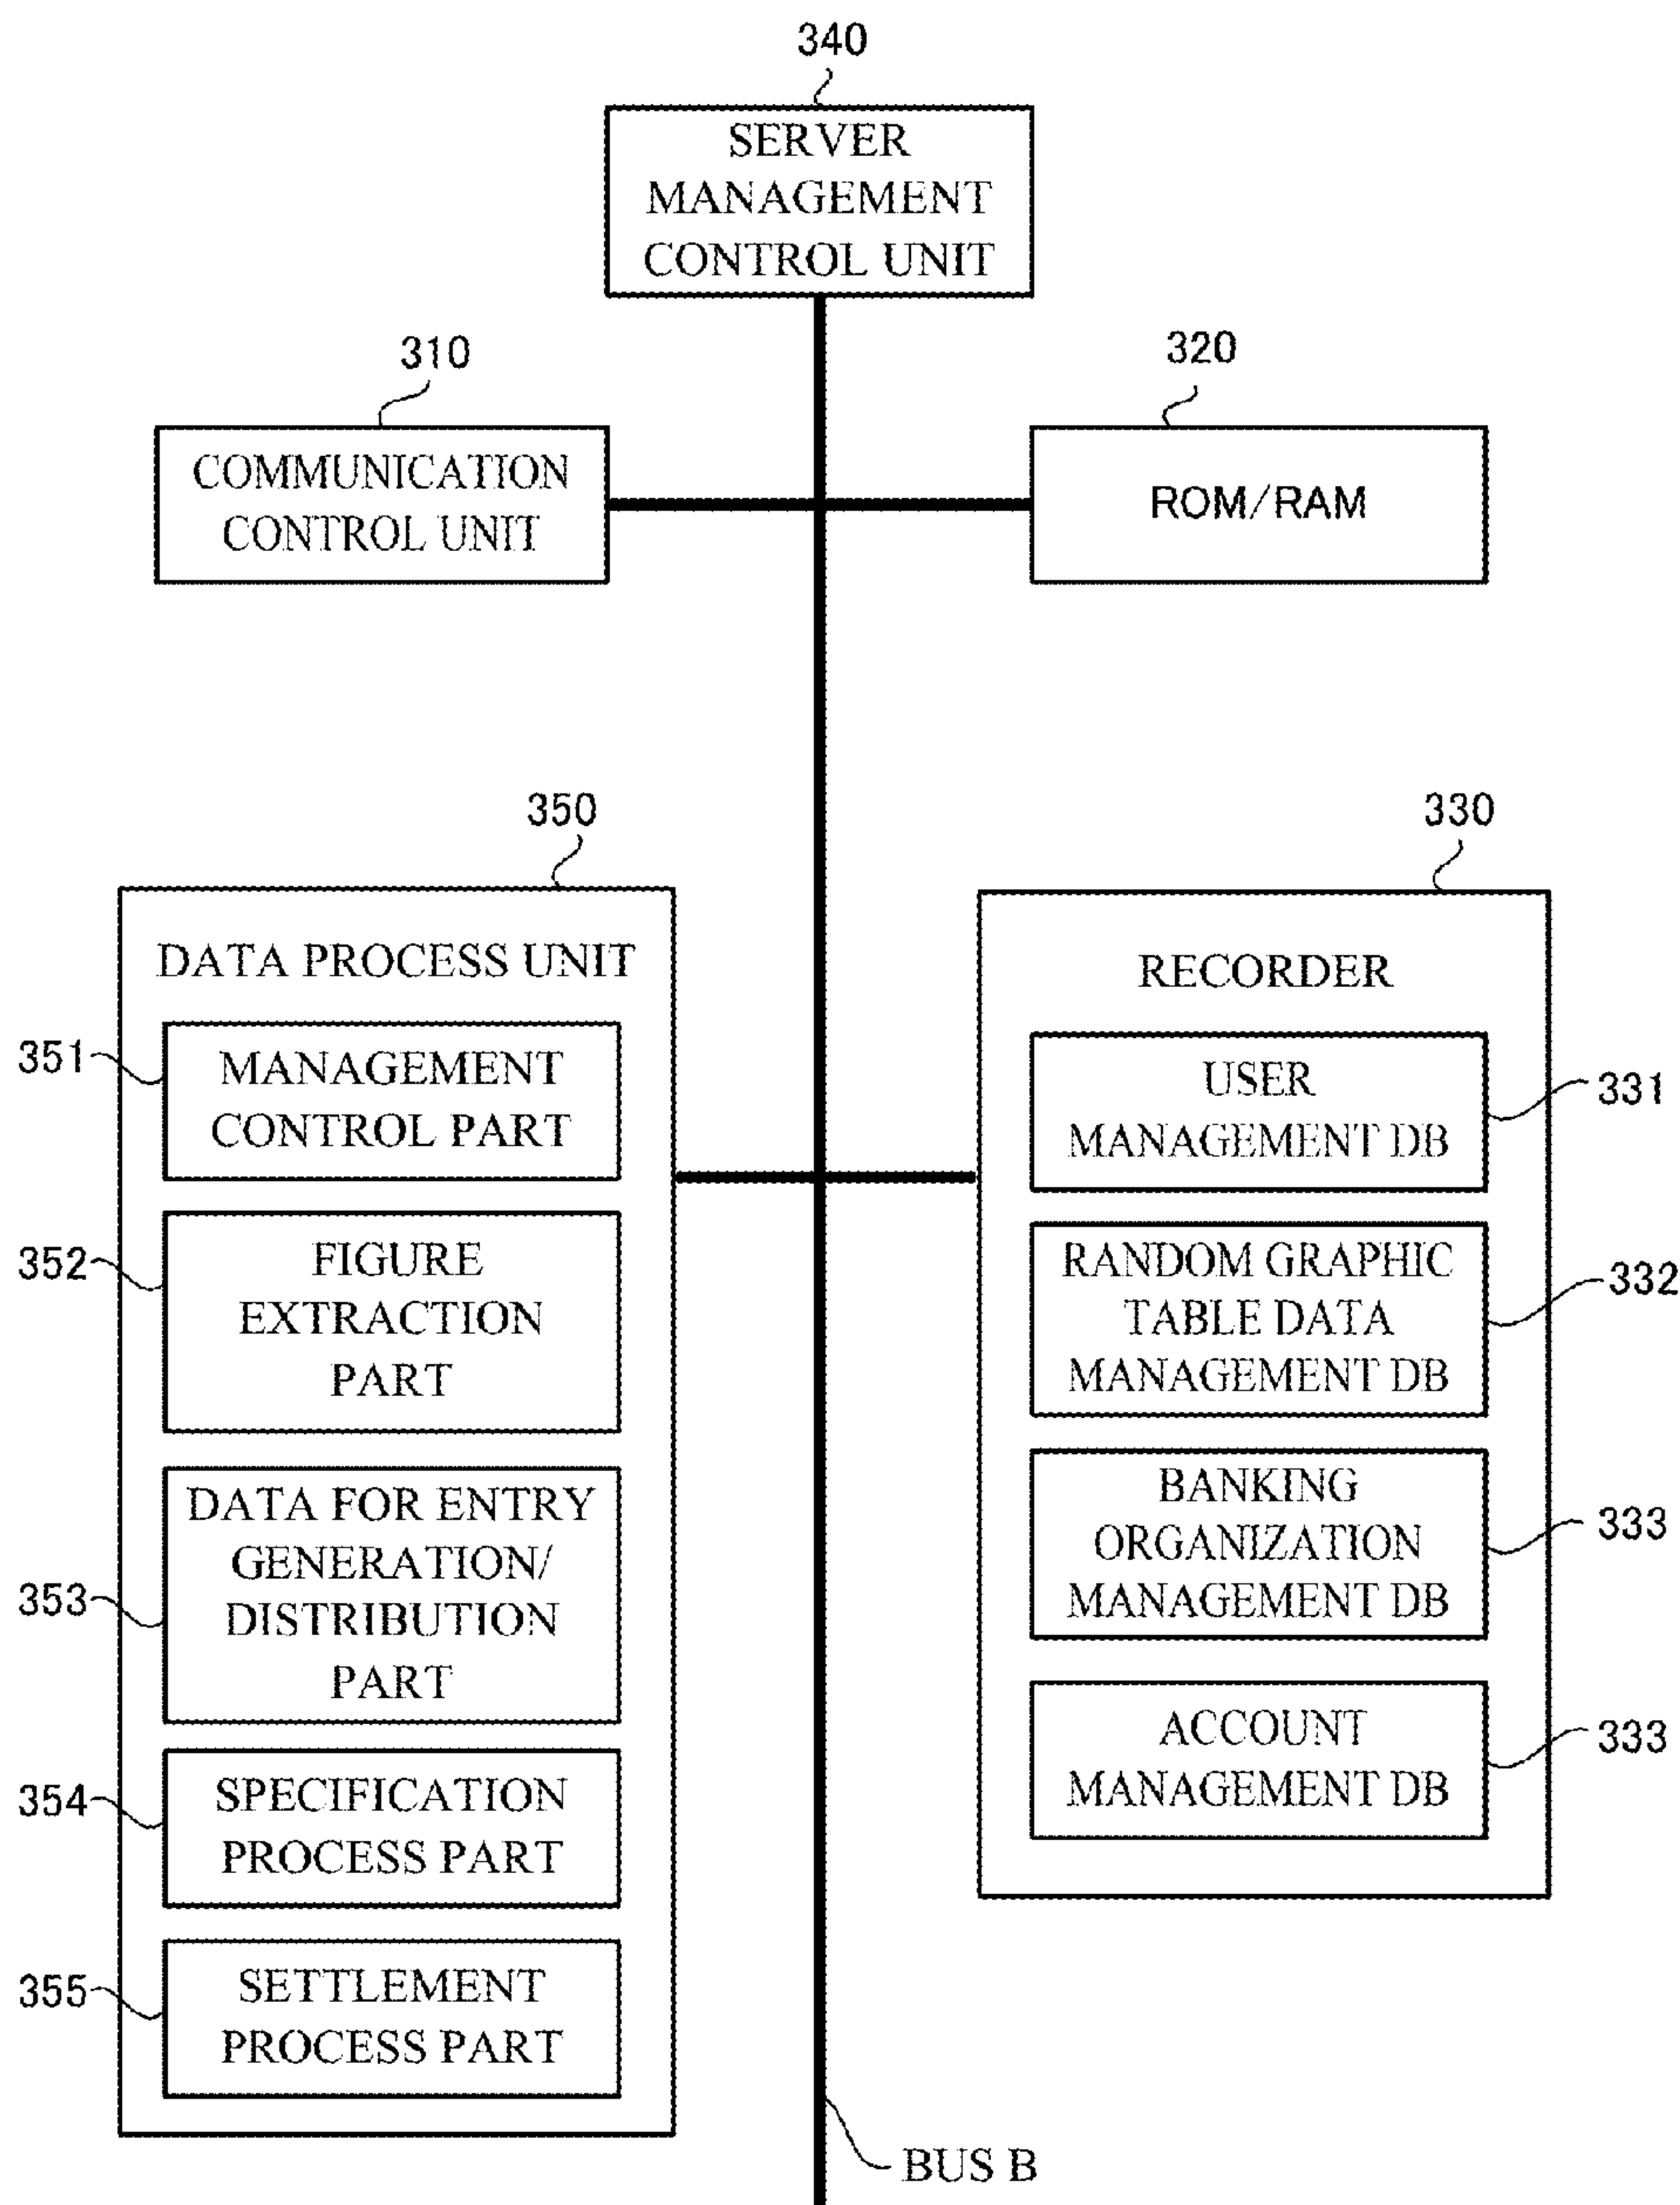 340
SERVER
MANAGEMENT
CONTROL UNIT
310
COMMUNICATION
CONTROL UNIT
320
ROM/RAM
350
DATA PROCESS UNIT
351
MANAGEMENT
CONTROL PART
352
FIGURE
EXTRACTION
PART
353
DATA FOR ENTRY
GENERATION/
DISTRIBUTION
PART
354
SPECIFICATION
PROCESS PART
355
SETTLEMENT
PROCESS PART
330
RECORDER
USER
MANAGEMENT DB
331
RANDOM GRAPHIC
TABLE DATA
MANAGEMENT DB
332
BANKING
ORGANIZATION
MANAGEMENT DB
333
ACCOUNT
MANAGEMENT DB
333
BUS B